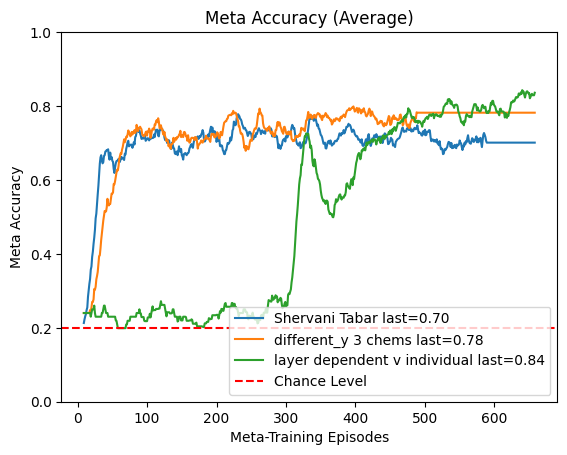 Meta Accuracy (Average)
Meta Accuracy
1.0
0.8
0.6
0.4
0.2
0.0
Shervani Tabar last=0.70
different_y 3 chems last=0.78
layer dependent v individual last=0.84
Chance Level
0 100 200 300 400 500 600
Meta-Training Episodes